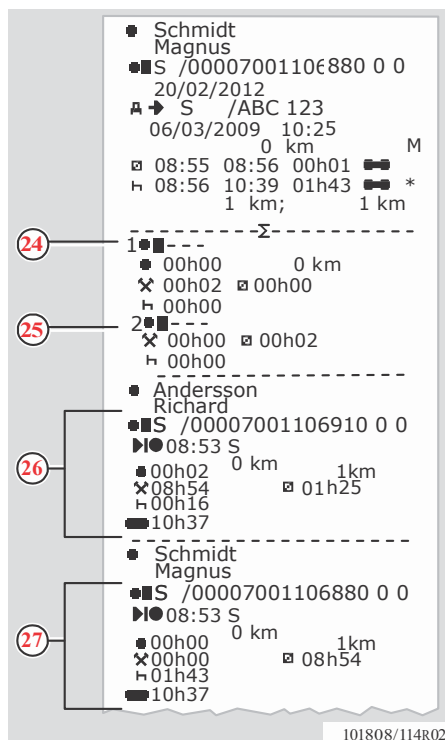 Schmidt
Magnus
S /00007001106880 0 0
20/02/2012
S /ABC 123
06/03/2009 10:25
0 km M
08:55 08:56 00h01
08:56 10:39 01h43 *
1 km; 1 km
-----Σ-----
24
1 ---
00h00 0 km
00h02 00h00
00h00
25
2 ---
00h00 00h02
00h00
Andersson
Richard
26
S /00007001106910 0 0
08:53 S
0 km
00h02 1km
08h54 01h25
00h16
10h37
Schmidt
Magnus
27
S /00007001106880 0 0
08:53 S
0 km
00h00 1km
00h00 08h54
01h43
10h37
101808/114R02